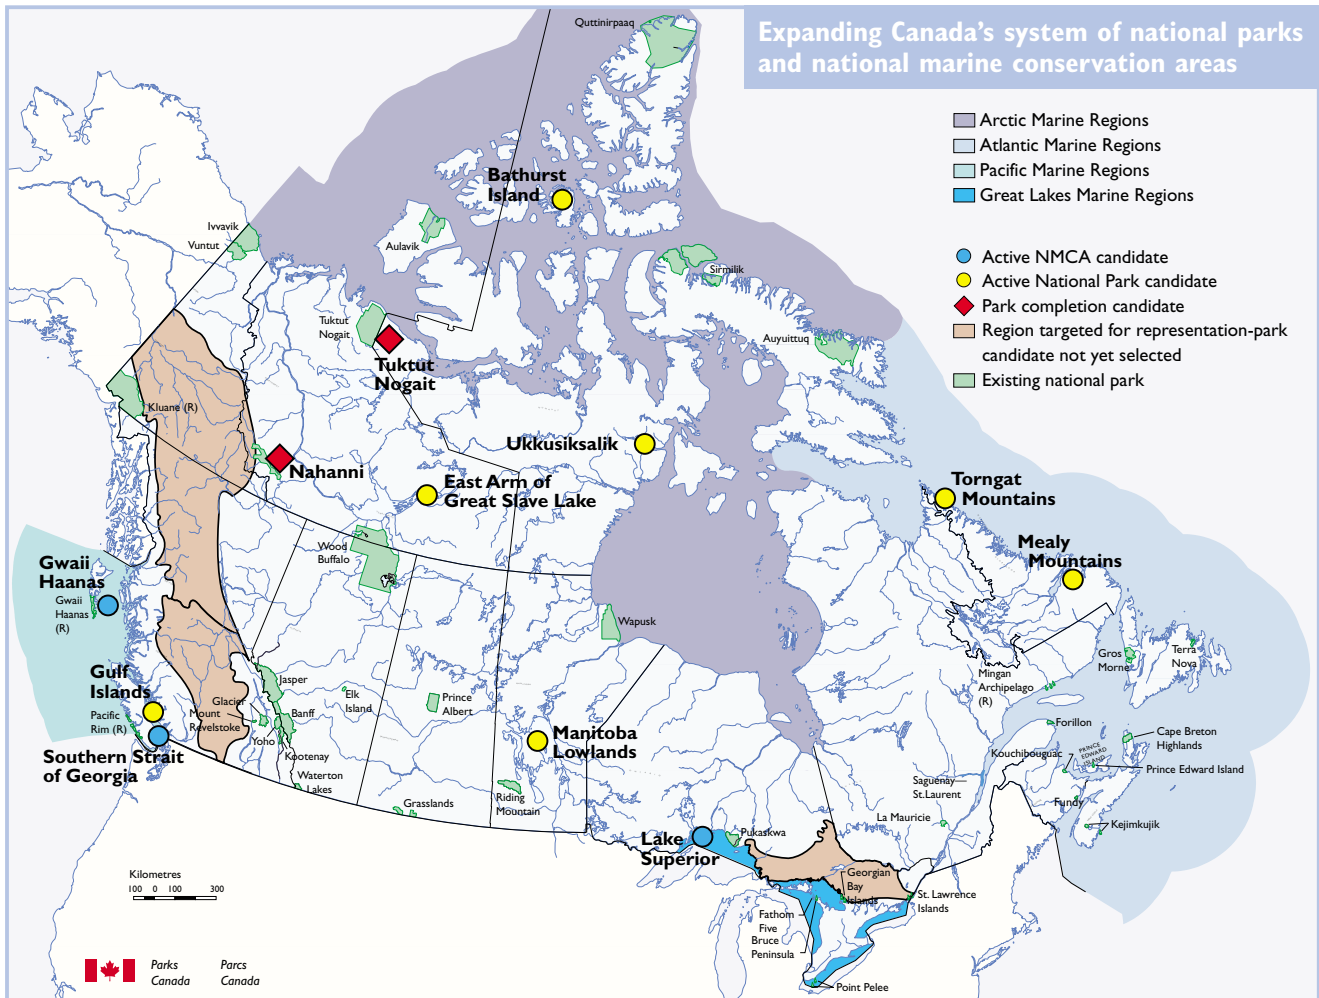 Expanding Canada's system of national parks
and national marine conservation areas
Quttinirpaaq
Arctic Marine Regions
Atlantic Marine Regions
Pacific Marine Regions
Great Lakes Marine Regions
Active NMCA candidate
Active National Park candidate
Park completion candidate
Region targeted for representation-park
candidate not yet selected
Existing national park
Bathurst
Island
Ivvavik
Vuntut
Aulavik
Sirmilik
Tuktut
Nogait
Tuktut
Nogait
Auyuittuq
Kluane (R)
Nahanni
Ukkusiksalik
East Arm of
Great Slave Lake
Torngat
Mountains
Mealy
Mountains
Wood
Buffalo
Gwaii
Haanas
Gwaii
Haanas
(R)
Wapusk
Gulf
Islands
Pacific
Rim (R)
Southern Strait
of Georgia
Glacier
Mount
Revelstoke
Yoho
Jasper
Banff
Kootenay
Waterton
Lakes
Elk
Island
Prince
Albert
Grasslands
Riding
Mountain
Manitoba
Lowlands
Lake
Superior
Pukaskwa
Georgian
Bay
Islands
Fathom
Five
Bruce
Peninsula
Point Pelee
St. Lawrence
Islands
La Mauricie
Saguenay
St.Laurent
Mingan
Archipelago
(R)
Gros
Morne
Terra
Nova
Forillon
Kouchibouguac
PRINCE
EDWARD
ISLAND
Cape Breton
Highlands
Prince Edward Island
Fundy
Kejimkujik
Kilometres
100 0 100 300
Parks
Canada
Parcs
Canada